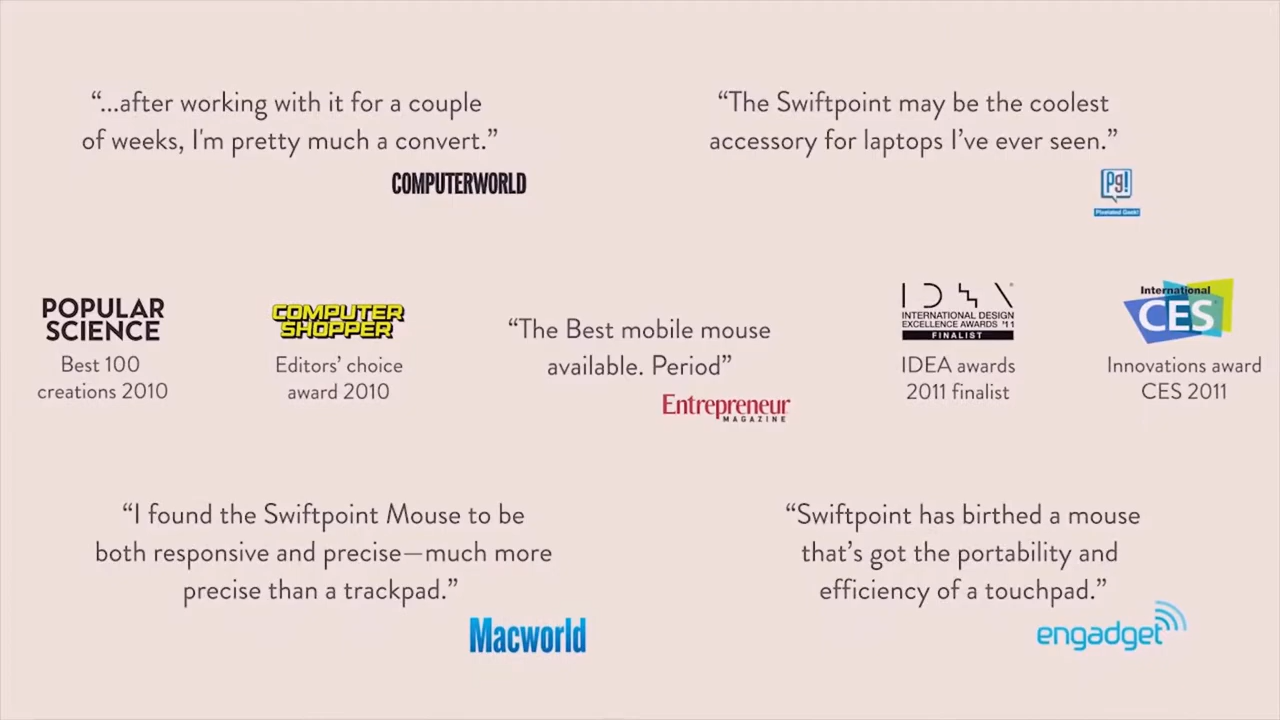 “...after working with it for a couple
of weeks, I'm pretty much a convert.”
COMPUTERWORLD
“The Swiftpoint may be the coolest
accessory for laptops I’ve ever seen.”
Pg!
Pixelated Geek!
POPULAR
SCIENCE
Best 100
creations 2010
COMPUTER
SHOPPER
Editors’ choice
award 2010
“The Best mobile mouse
available. Period”
Entrepreneur
MAGAZINE
IDEA®
INTERNATIONAL DESIGN
EXCELLENCE AWARDS '11
FINALIST
IDEA awards
2011 finalist
International
CES®
Innovations award
CES 2011
“I found the Swiftpoint Mouse to be
both responsive and precise—much more
precise than a trackpad.”
Macworld
“Swiftpoint has birthed a mouse
that’s got the portability and
efficiency of a touchpad.”
engadget